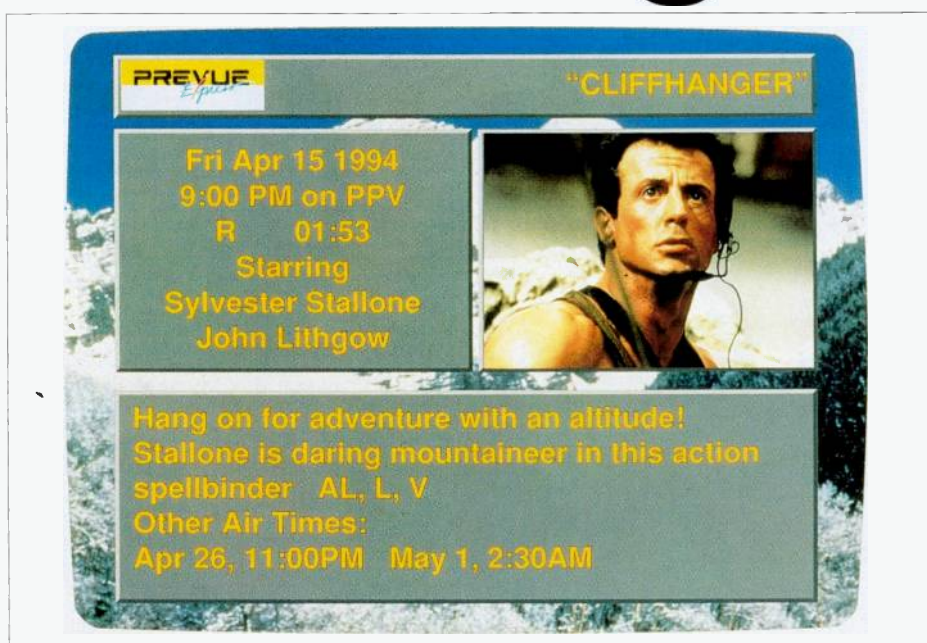 PREVUE
Express
"CLIFFHANGER"
Fri Apr 15 1994
9:00 PM on PPV
R 01:53
Starring
Sylvester Stallone
John Lithgow
Hang on for adventure with an altitude!
Stallone is daring mountaineer in this action
spellbinder AL, L, V
Other Air Times:
Apr 26, 11:00PM May 1, 2:30AM